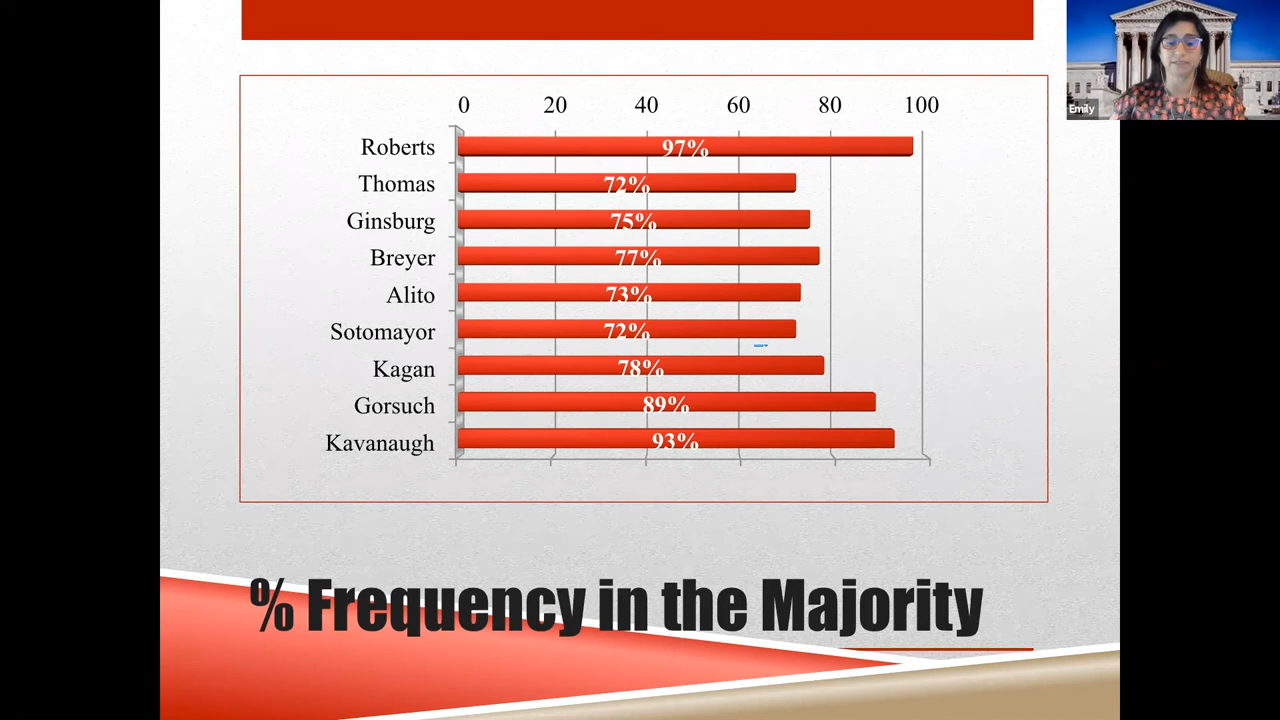 0 20 40 60 80 100
Roberts 97%
Thomas 72%
Ginsburg 75%
Breyer 77%
Alito 73%
Sotomayor 72%
Kagan 78%
Gorsuch 89%
Kavanaugh 93%
% Frequency in the Majority
Emily